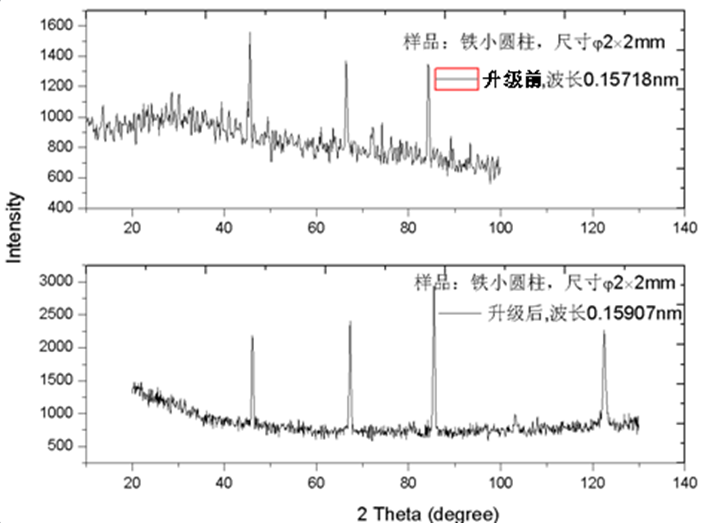 1600
1400
1200
1000
800
600
400
样品：铁小圆柱，尺寸φ2×2mm
升级前,波长0.15718nm
20 40 60 80 100 120 140
Intensity
3000
2500
2000
1500
1000
500
样品：铁小圆柱，尺寸φ2×2mm
升级后,波长0.15907nm
20 40 60 80 100 120 140
2 Theta (degree)